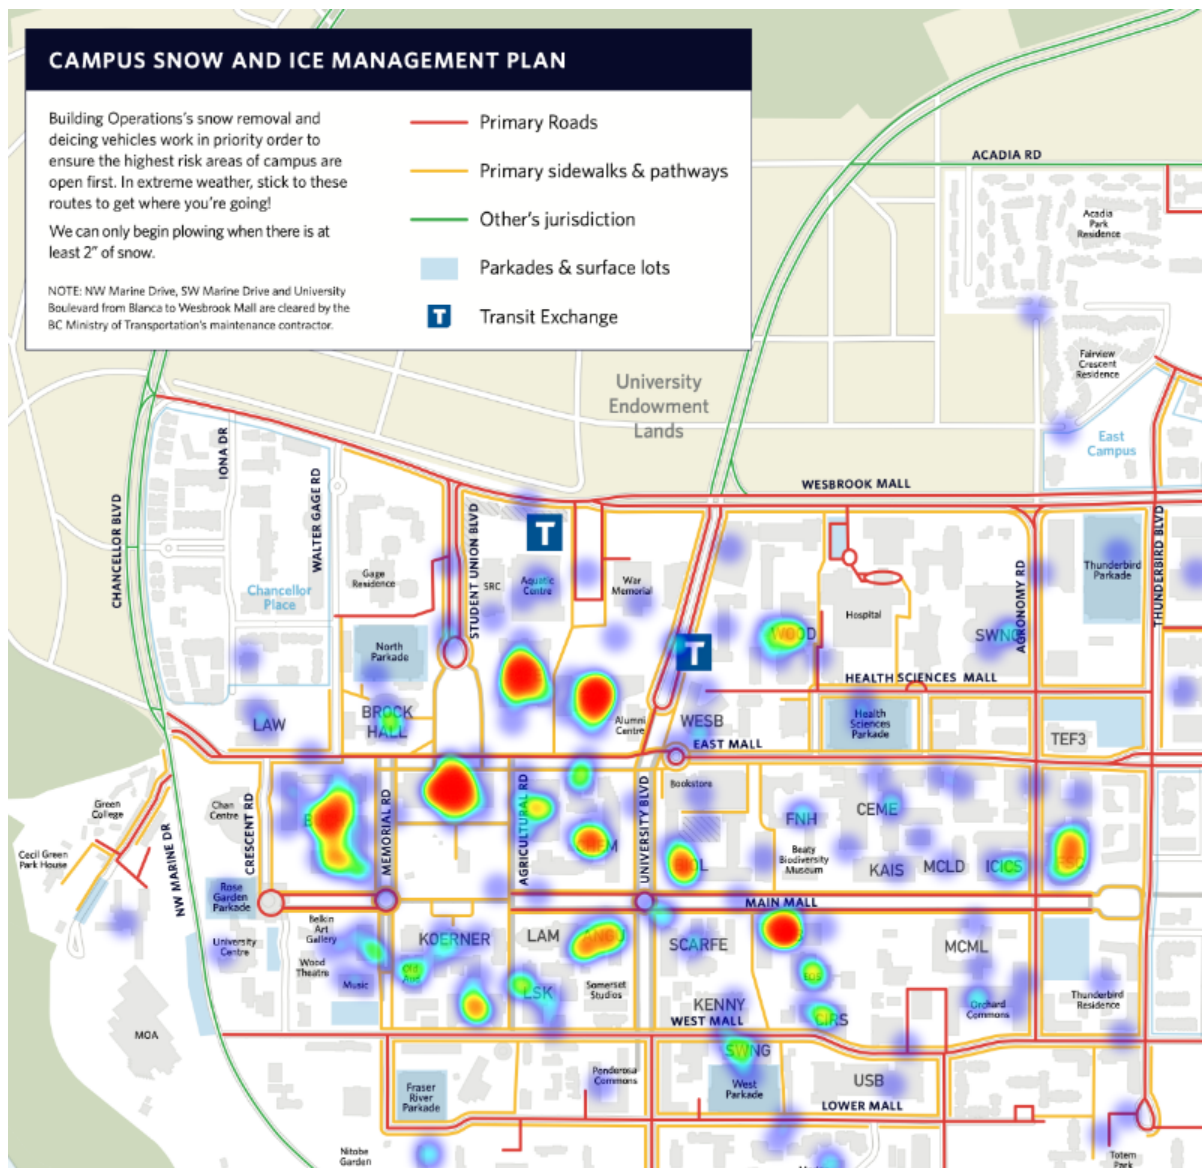 CAMPUS SNOW AND ICE MANAGEMENT PLAN
Building Operations's snow removal and
deicing vehicles work in priority order to
ensure the highest risk areas of campus are
open first. In extreme weather, stick to these
routes to get where you're going!
We can only begin plowing when there is at
least 2" of snow.
NOTE: NW Marine Drive, SW Marine Drive and University
Boulevard from Blanca to Wesbrook Mall are cleared by the
BC Ministry of Transportation's maintenance contractor.
Primary Roads
Primary sidewalks & pathways
Other's jurisdiction
Parkades & surface lots
T
Transit Exchange
ACADIA RD
Acadia
Park
Residence
Fairview
Crescent
Residence
University
Endowment
Lands
East
Campus
WESBROOK MALL
IONA DR
WALTER GAGE RD
CHANCELLOR BLVD
STUDENT UNION BLVD
AGRONOMY RD
THUNDERBIRD BLVD
T
Gage
Residence
SRC
Aquatic
Centre
War
Memorial
Chancellor
Place
Hospital
Thunderbird
Parkade
North
Parkade
T
WOOD
SWNG
HEALTH SCIENCES MALL
LAW
BROCK
HALL
Alumni
Centre
WESB
Health
Sciences
Parkade
TEF3
EAST MALL
Bookstore
Green
College
Chan
Centre
CRESCENT RD
MEMORIAL RD
AGRICULTURAL RD
UNIVERSITY BLVD
FNH
CEME
Cecil Green
Park House
NW MARINE DR
Beaty
Biodiversity
Museum
KAIS
MCLD
ICICS
Rose
Garden
Parkade
MAIN MALL
Belkin
Art
Gallery
University
Centre
KOERNER
LAM
SCARFE
MCML
Wood
Theatre
Music
Old
Aud
LSK
Somerset
Studios
EOS
KENNY
Orchard
Commons
Thunderbird
Residence
WEST MALL
CIRS
MOA
SWNG
Ponderosa
Commons
West
Parkade
USB
Fraser
River
Parkade
LOWER MALL
Nitobe
Garden
Totem
Park